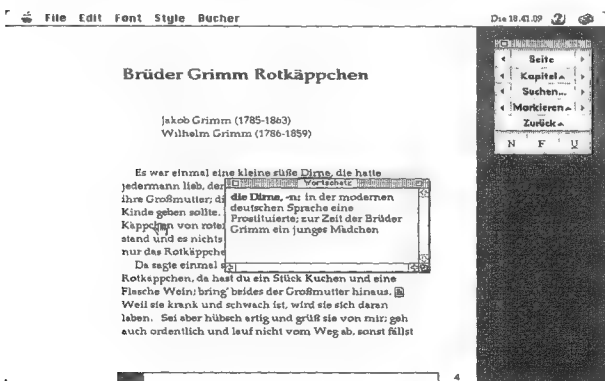 File Edit Font Style Bucher
Die 18.41.09
Brüder Grimm Rotkäppchen
Jakob Grimm (1785-1863)
Wilhelm Grimm (1786-1859)
Es war einmal eine kleine süße Dirne, die hatte
jedermann lieb, der
ihre Großmutter; di
Kinde geben sollte.
Käppchen von roter
stand und es nichts
nur das Rotkäppche
Da sagte einmal s
Rotkappchen, da hast du ein Stück Kuchen und eine
Flasche Wein; bring' beides der Großmutter hinaus.
Weil sie krank und schwach ist, wird sie sich daran
laben. Sei aber hübsch artig und grüß sie von mir; geh
auch ordentlich und lauf nicht vom Weg ab, sonst fällst
Wortschatz
die Dirne, -n: in der modernen
deutschen Sprache eine
Prostituierte; zur Zeit der Brüder
Grimm ein junges Mädchen
Seite
Kapitel
Suchen...
Markieren
Zurück
N F U
4